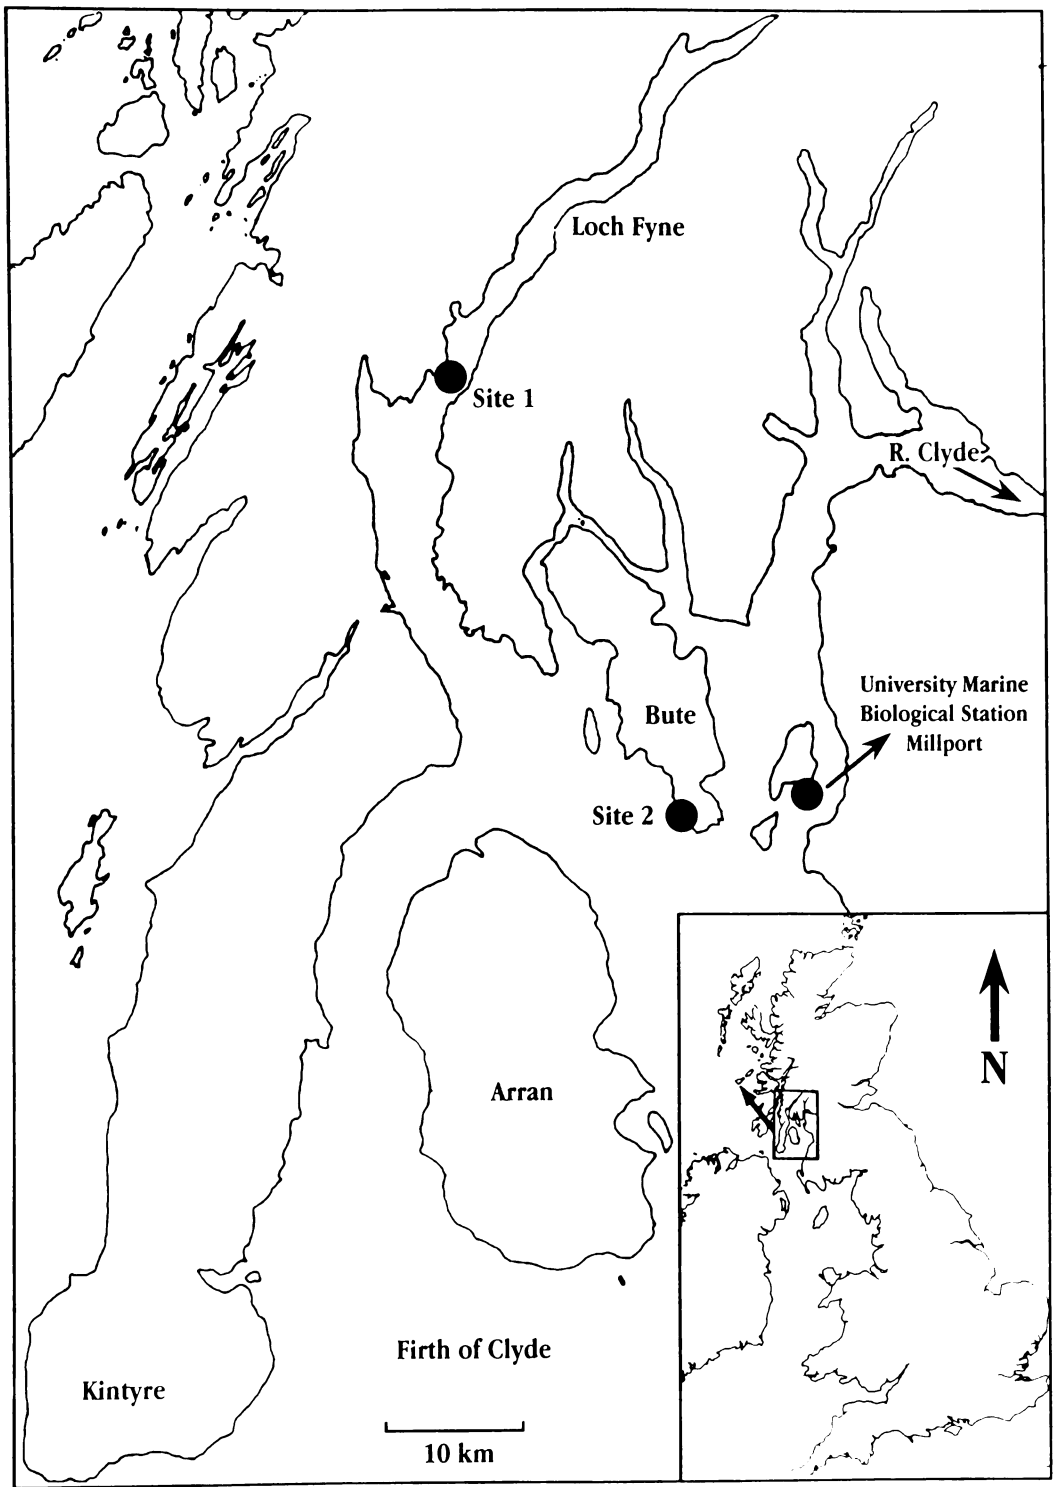 Loch Fyne
Site 1
R. Clyde
University Marine
Biological Station
Millport
Bute
Site 2
Arran
N
Firth of Clyde
Kintyre
10 km